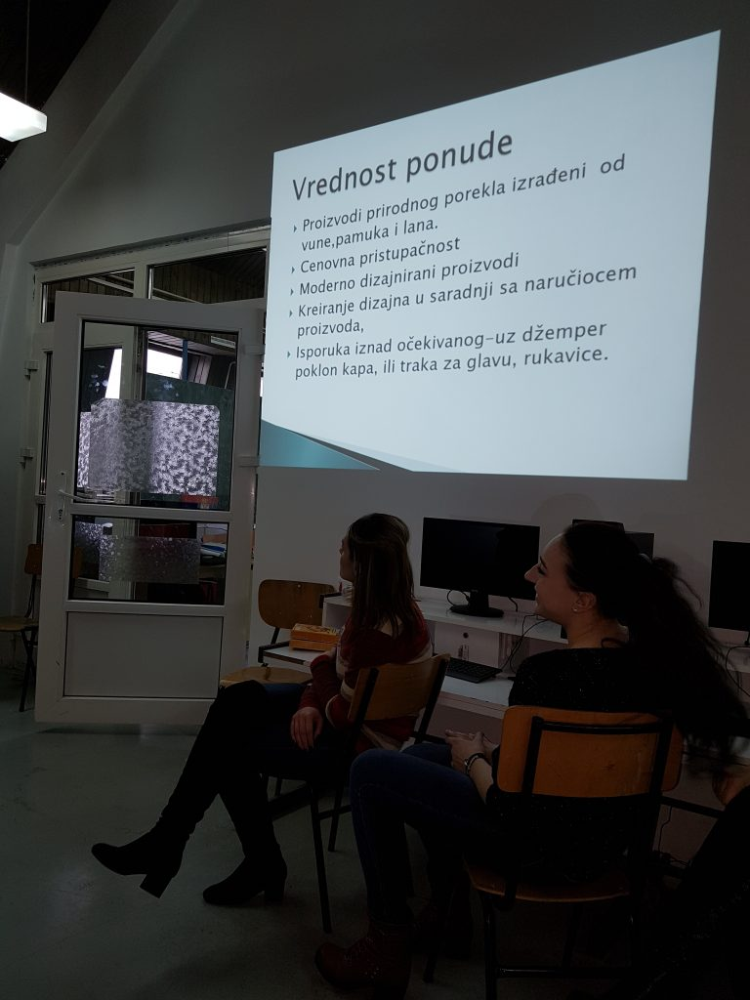 Vrednost ponude
Proizvodi prirodnog porekla izrađeni od
vune,pamuka i lana.
Cenovna pristupačnost
Moderno dizajnirani proizvodi
Kreiranje dizajna u saradnji sa naručiocem
proizvoda,
Isporuka iznad očekivanog-uz džemper
poklon kapa, ili traka za glavu, rukavice.